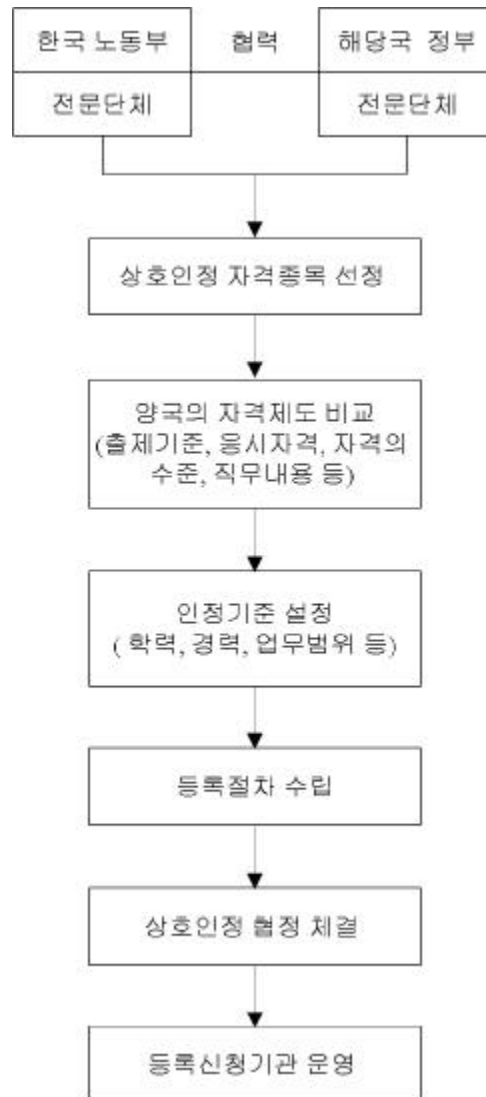 한국 노동부 협력 해당국 정부
전문단체 전문단체
상호인정 자격종목 선정
양국의 자격제도 비교
(출제기준, 응시자격, 자격의
수준, 직무내용 등)
인정기준 설정
( 학력, 경력, 업무범위 등)
등록절차 수립
상호인정 협정 체결
등록신청기관 운영